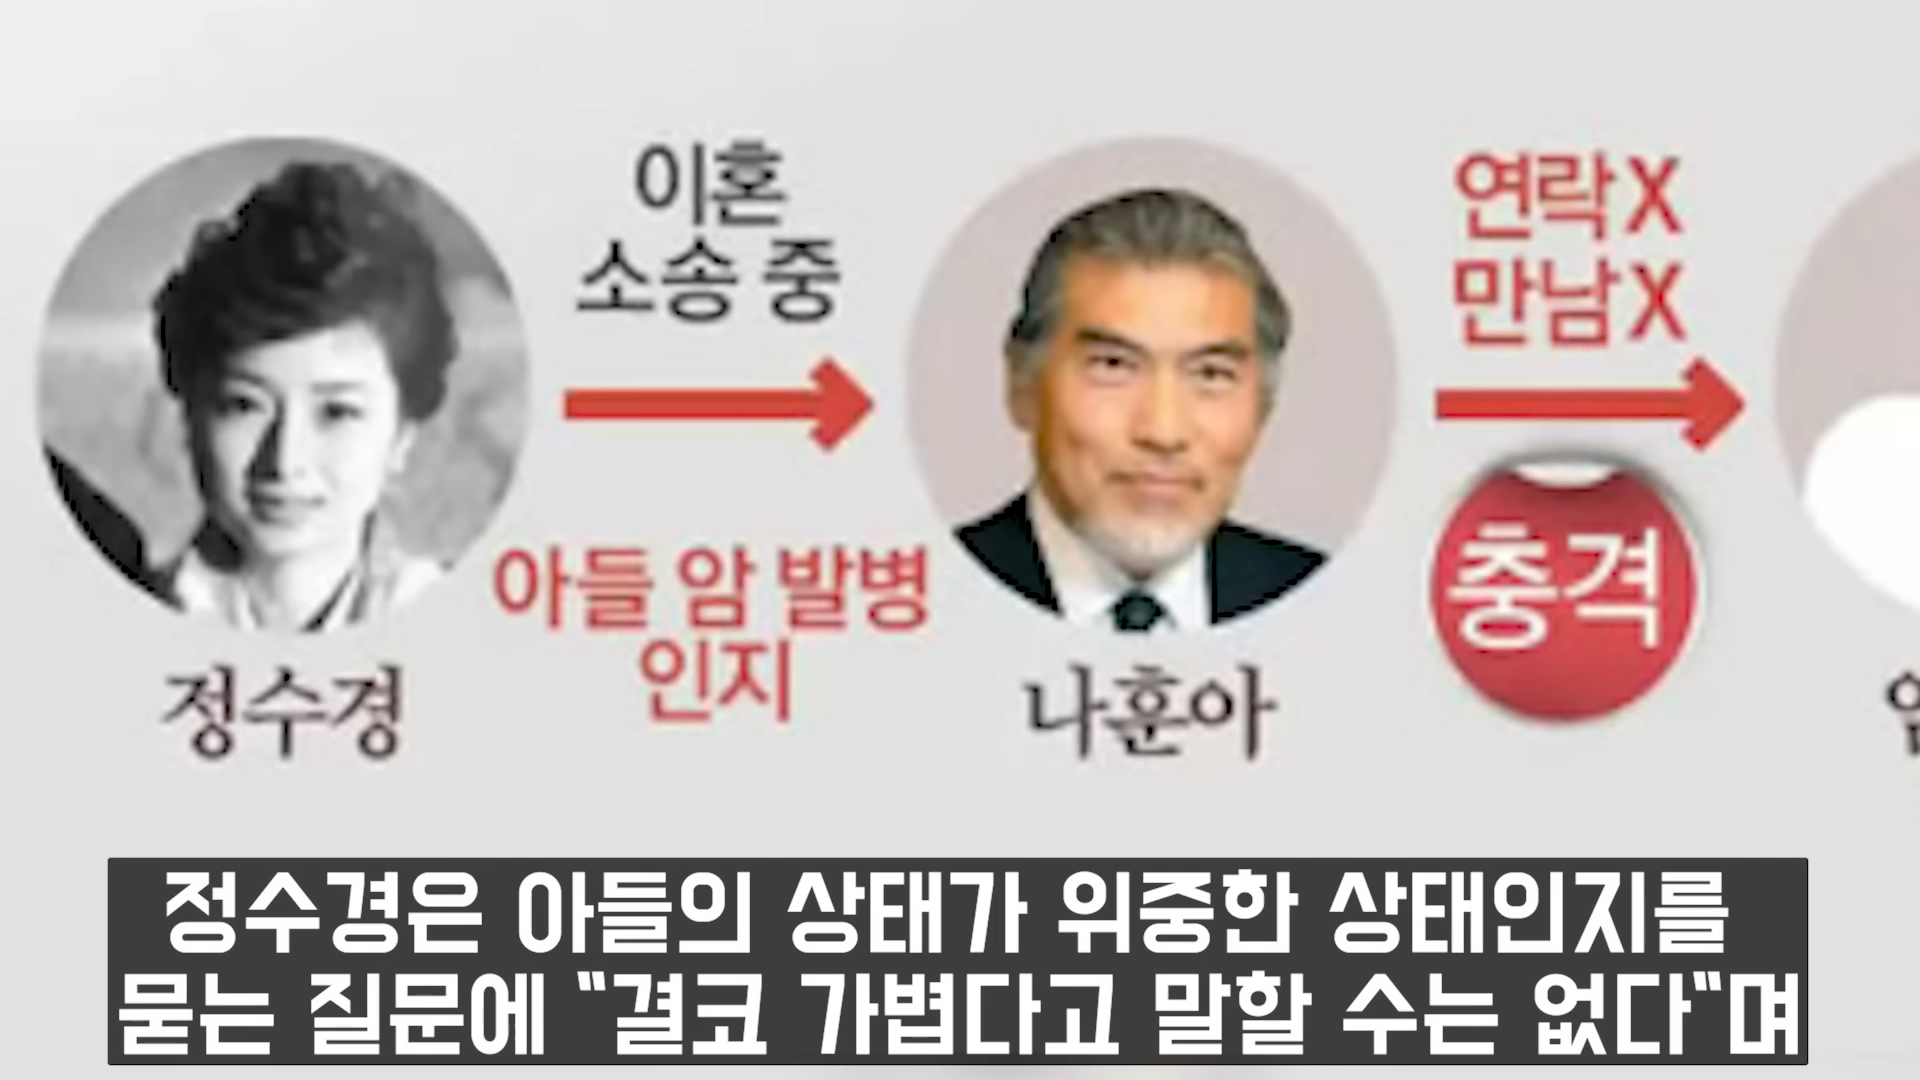 이혼
소송 중
연락X
만남X
아들 암 발병
인지
충격
정수경
나훈아
정수경은 아들의 상태가 위중한 상태인지를
묻는 질문에 "결코 가볍다고 말할 수는 없다"며